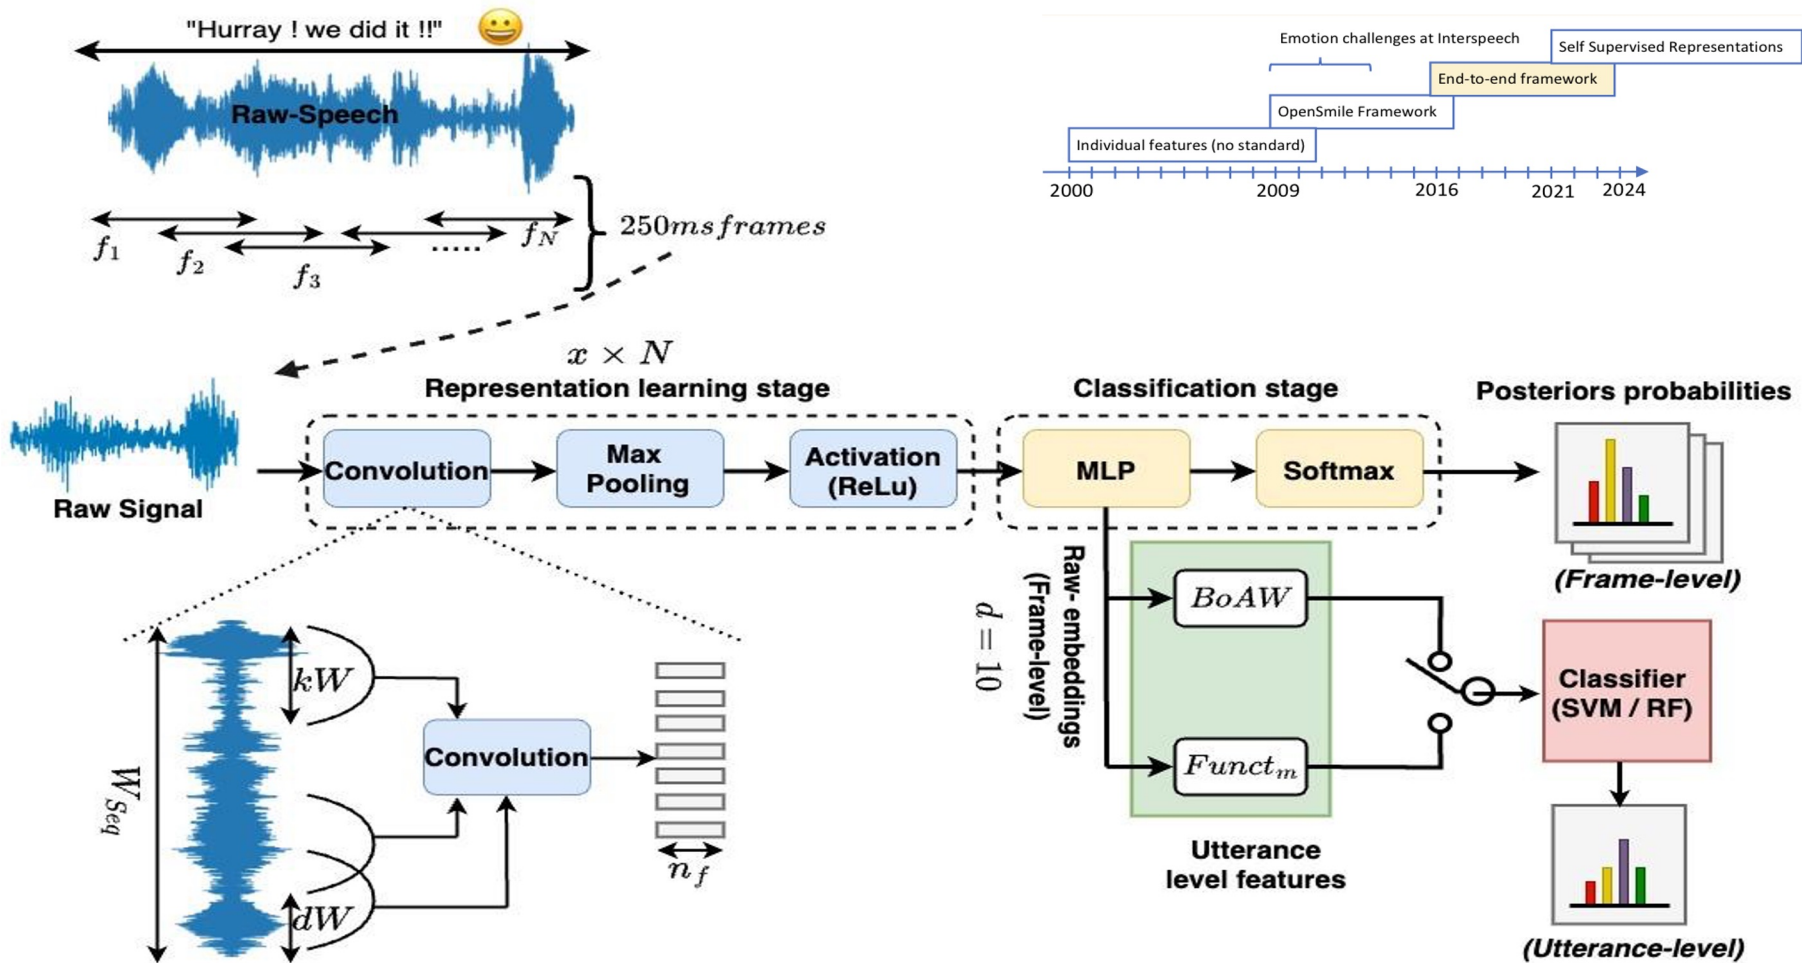 "Hurray ! we did it !!"
Raw-Speech
f1
f2
f3
.....
fN
250ms frames
Emotion challenges at Interspeech
Self Supervised Representations
End-to-end framework
OpenSmile Framework
Individual features (no standard)
2000
2009
2016
2021
2024
x × N
Representation learning stage
Classification stage
Posteriors probabilities
Raw Signal
Convolution
Max
Pooling
Activation
(ReLu)
MLP
Softmax
(Frame-level)
Raw- embeddings
(Frame-level)
d = 10
BoAW
Funct_m
Utterance
level features
Classifier
(SVM / RF)
(Utterance-level)
W_Seq
kW
dW
Convolution
n_f